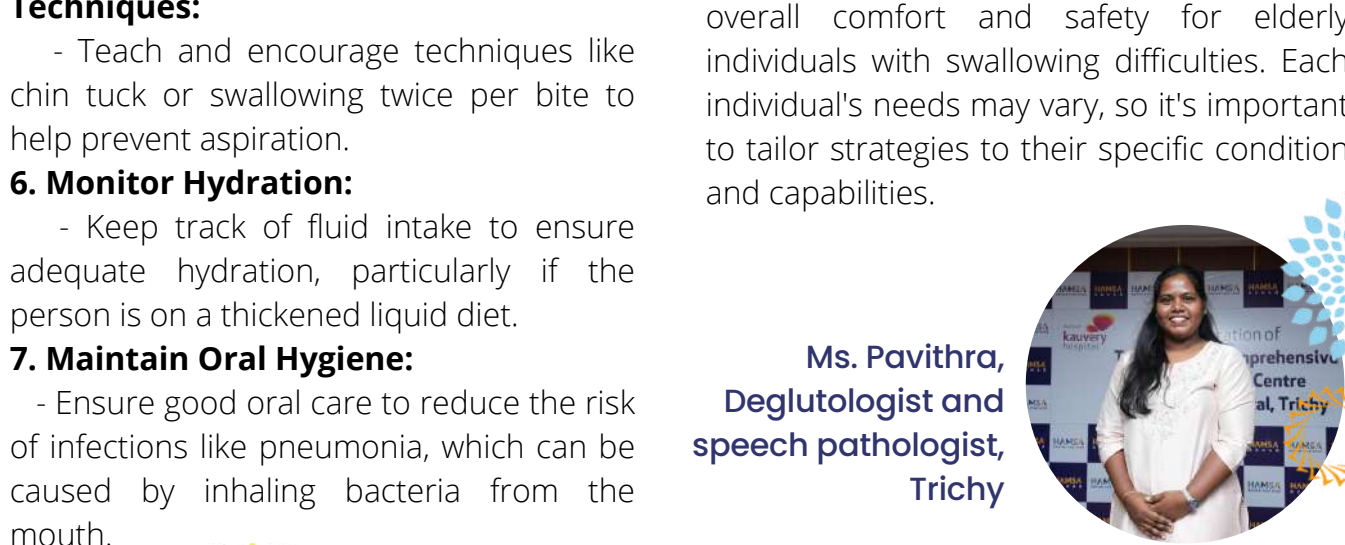 Techniques:
- Teach and encourage techniques like
chin tuck or swallowing twice per bite to
help prevent aspiration.
6. Monitor Hydration:
- Keep track of fluid intake to ensure
adequate hydration, particularly if the
person is on a thickened liquid diet.
7. Maintain Oral Hygiene:
- Ensure good oral care to reduce the risk
of infections like pneumonia, which can be
caused by inhaling bacteria from the
mouth.
overall comfort and safety for elderly
individuals with swallowing difficulties. Each
individual's needs may vary, so it's important
to tailor strategies to their specific condition
and capabilities.
Ms. Pavithra,
Deglutologist and
speech pathologist,
Trichy
HAMSA
kauvery
hospital
Centre
Trichy